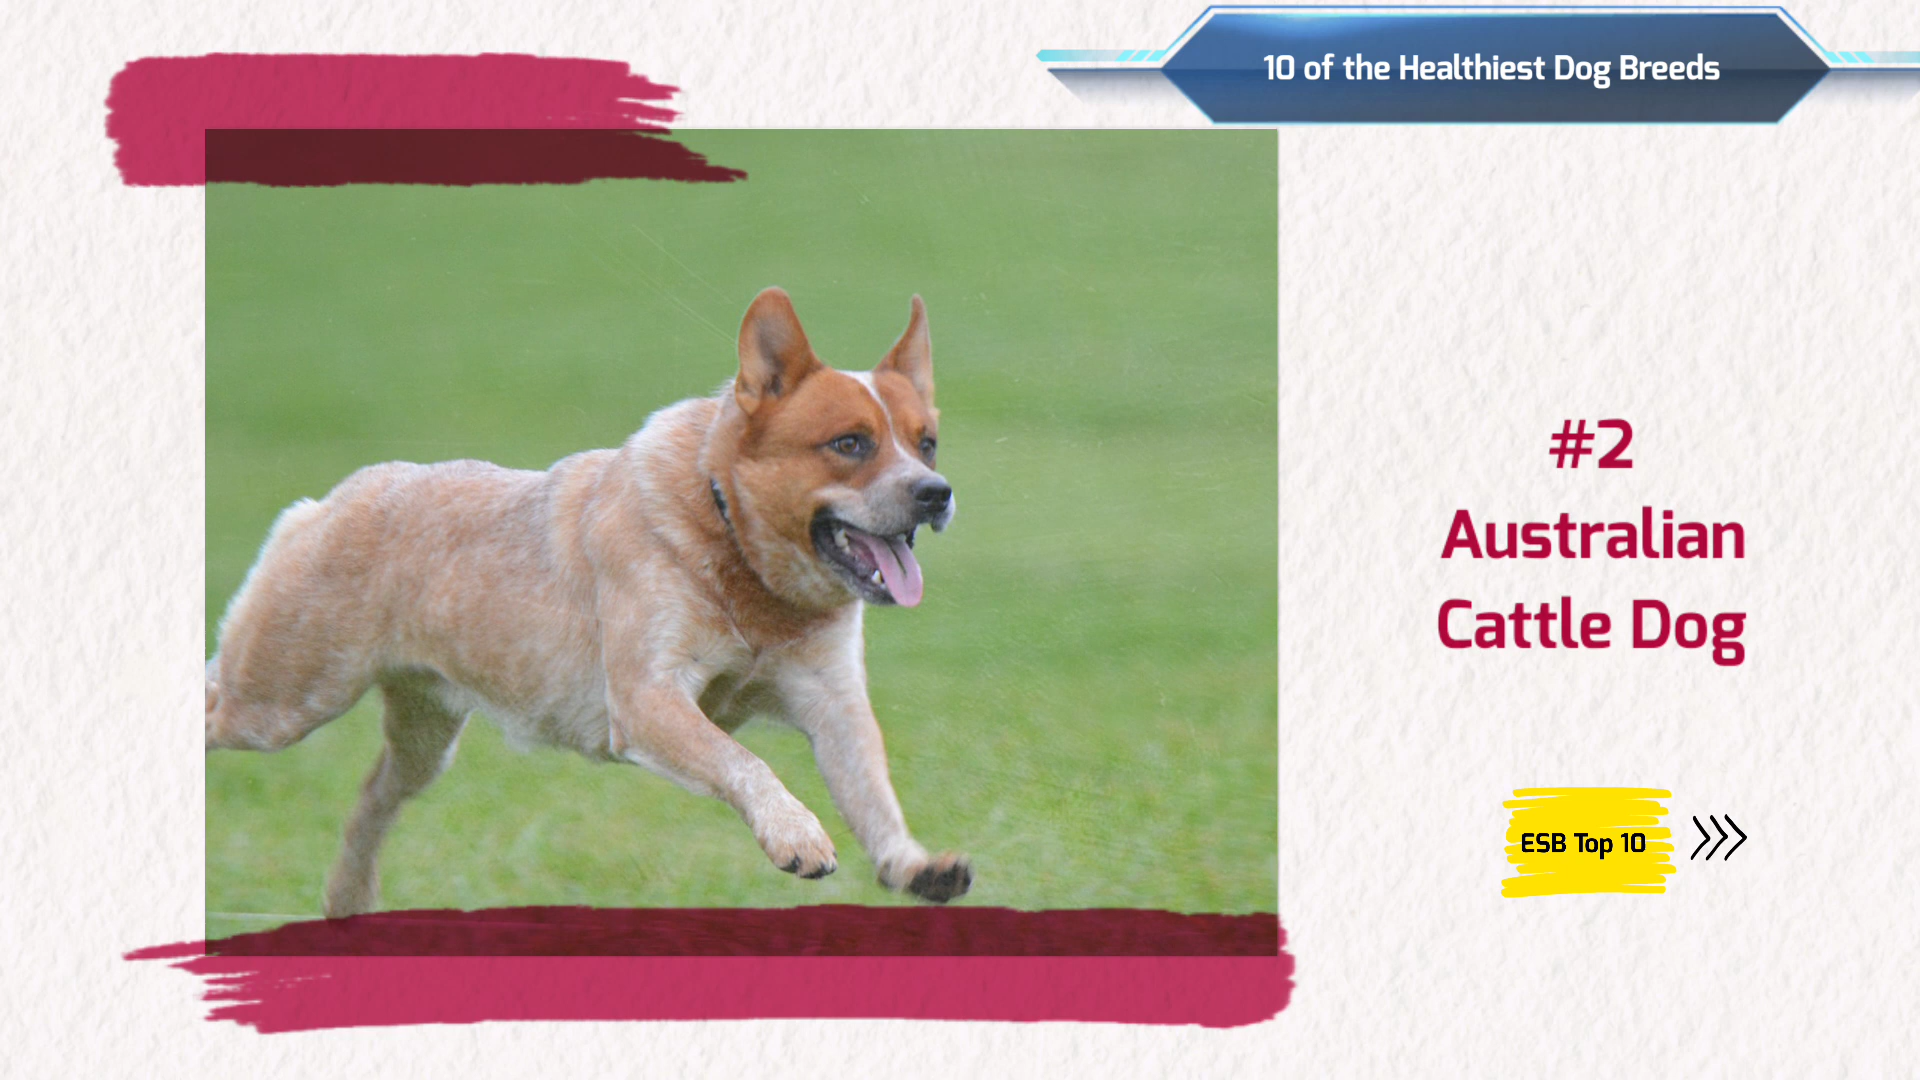 10 of the Healthiest Dog Breeds
#2
Australian
Cattle Dog
ESB Top 10